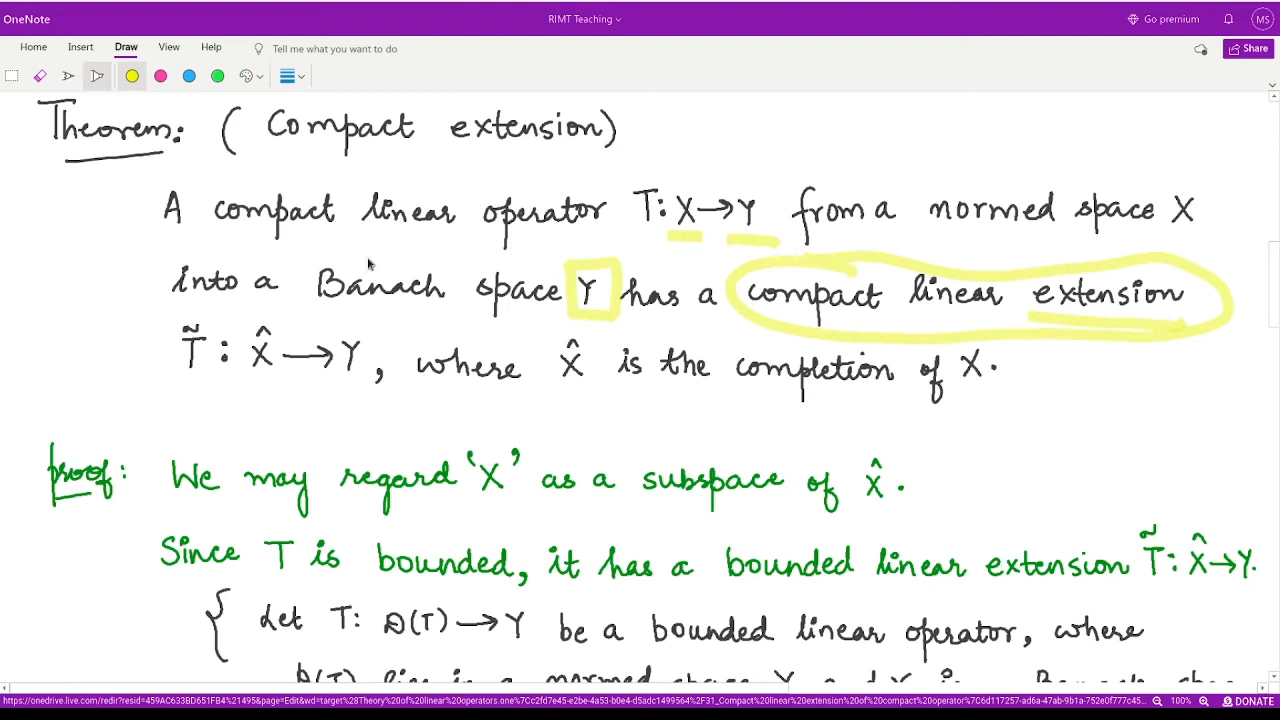 OneNote
RIMT Teaching
Go premium
MS
Home Insert Draw View Help Tell me what you want to do
Share
Theorem: (Compact extension)
A compact linear operator T: X→Y from a normed space X
into a Banach space Y has a compact linear extension
T̃ : X̂ → Y, where X̂ is the completion of X.
proof: We may regard 'X' as a subspace of X̂.
Since T is bounded, it has a bounded linear extension T̃: X̂→Y.
{ Let T: D(T) → Y be a bounded linear operator, where
100%
DONATE